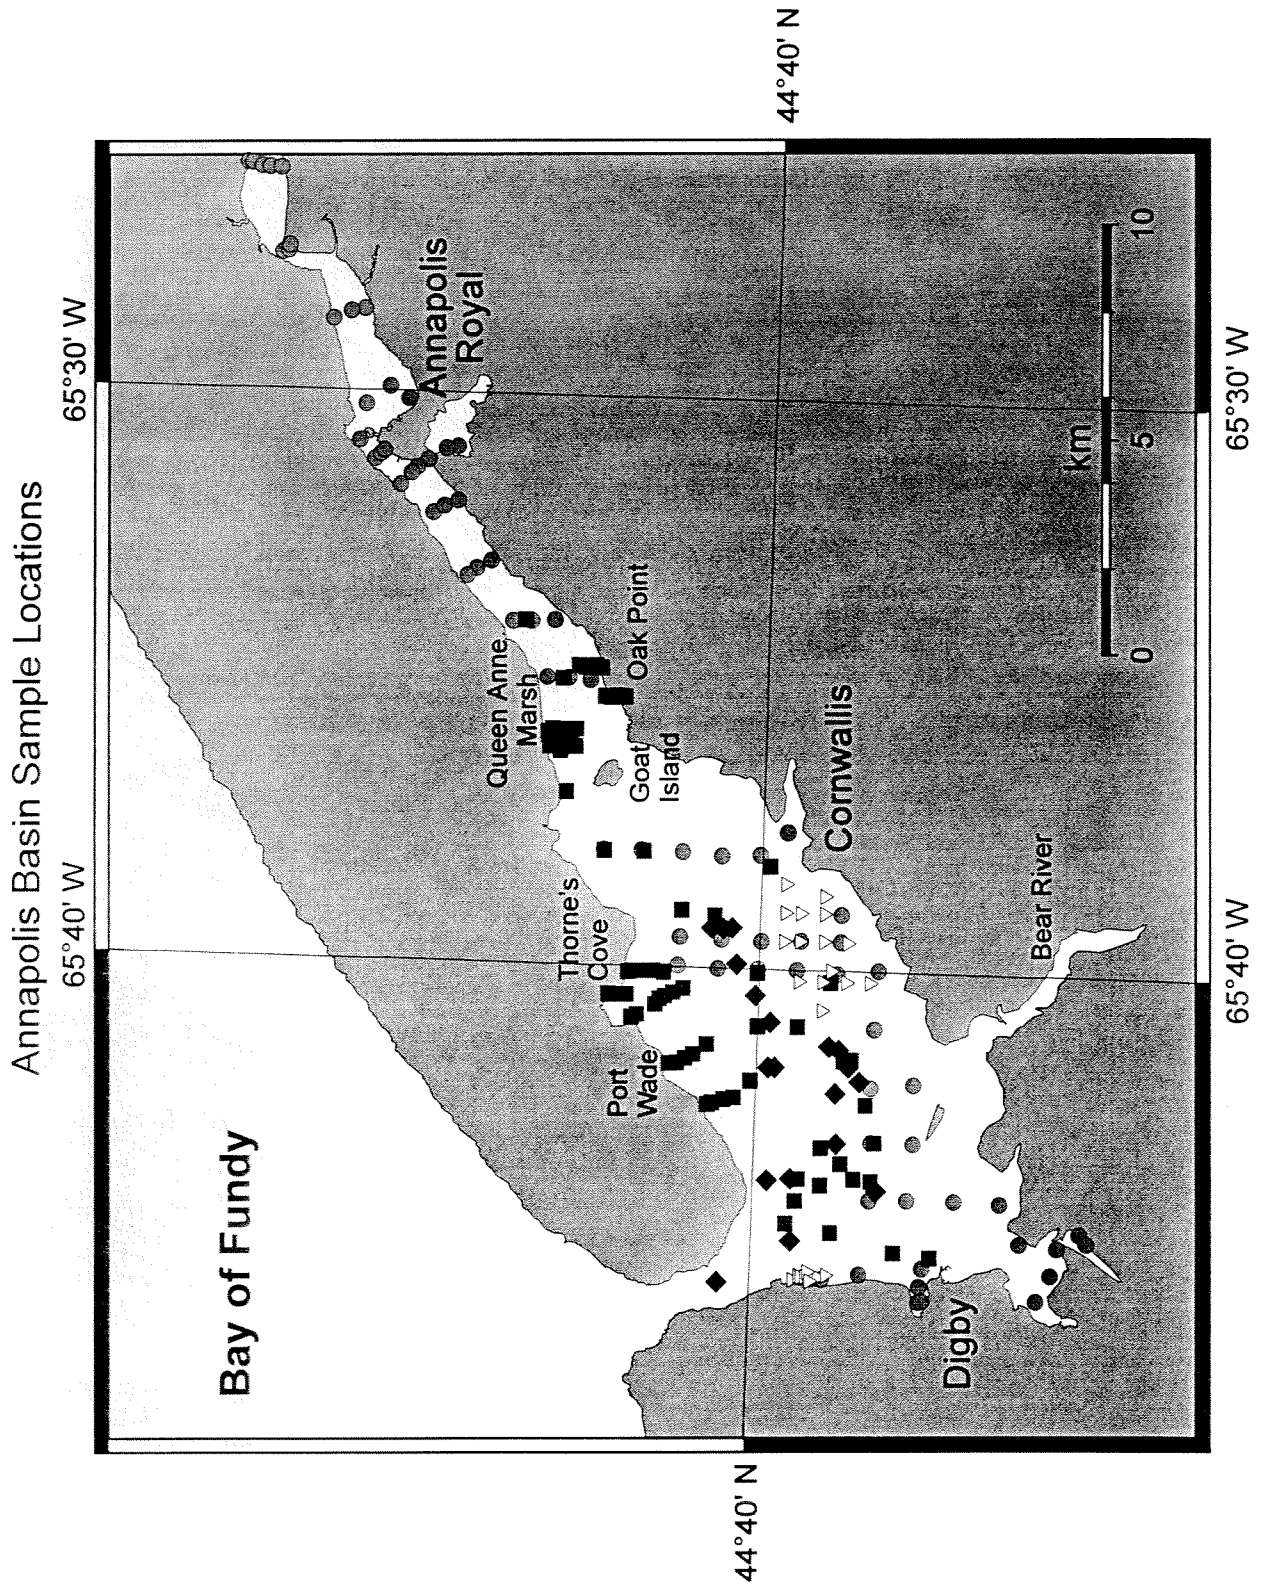 Annapolis Basin Sample Locations
65°40' W
65°30' W
Bay of Fundy
Annapolis
Royal
Queen Anne
Marsh
Thorne's
Cove
Port
Wade
Goat
Island
Oak Point
44°40' N
44°40' N
Cornwallis
Digby
Bear River
km
0
5
10
65°40' W
65°30' W